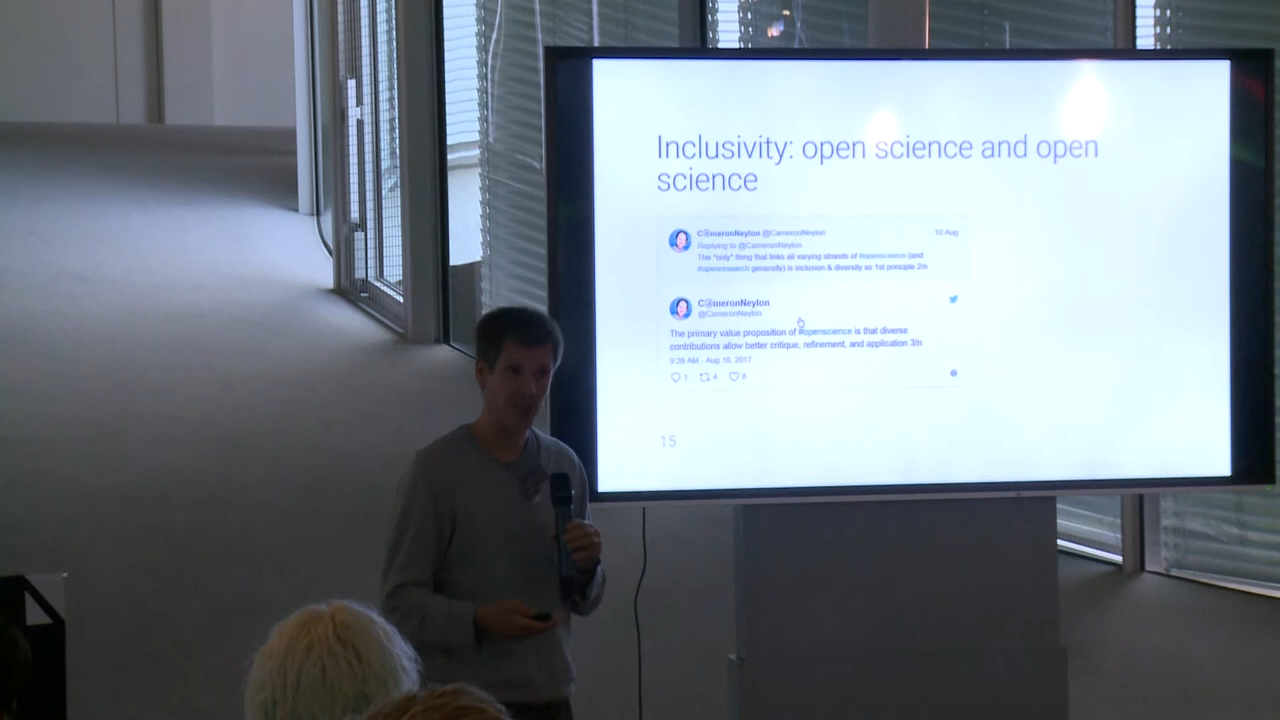 Inclusivity: open science and open
science
C☮meronNeylon @CameronNeylon 10 Aug
Replying to @CameronNeylon
The "only" thing that links all varying strands of #openscience (and
#openresearch generally) is inclusion & diversity as 1st principle 2/n
C☮meronNeylon
@CameronNeylon
The primary value proposition of #openscience is that diverse
contributions allow better critique, refinement, and application 3/n
9:26 AM - Aug 10, 2017
1 4 8
15